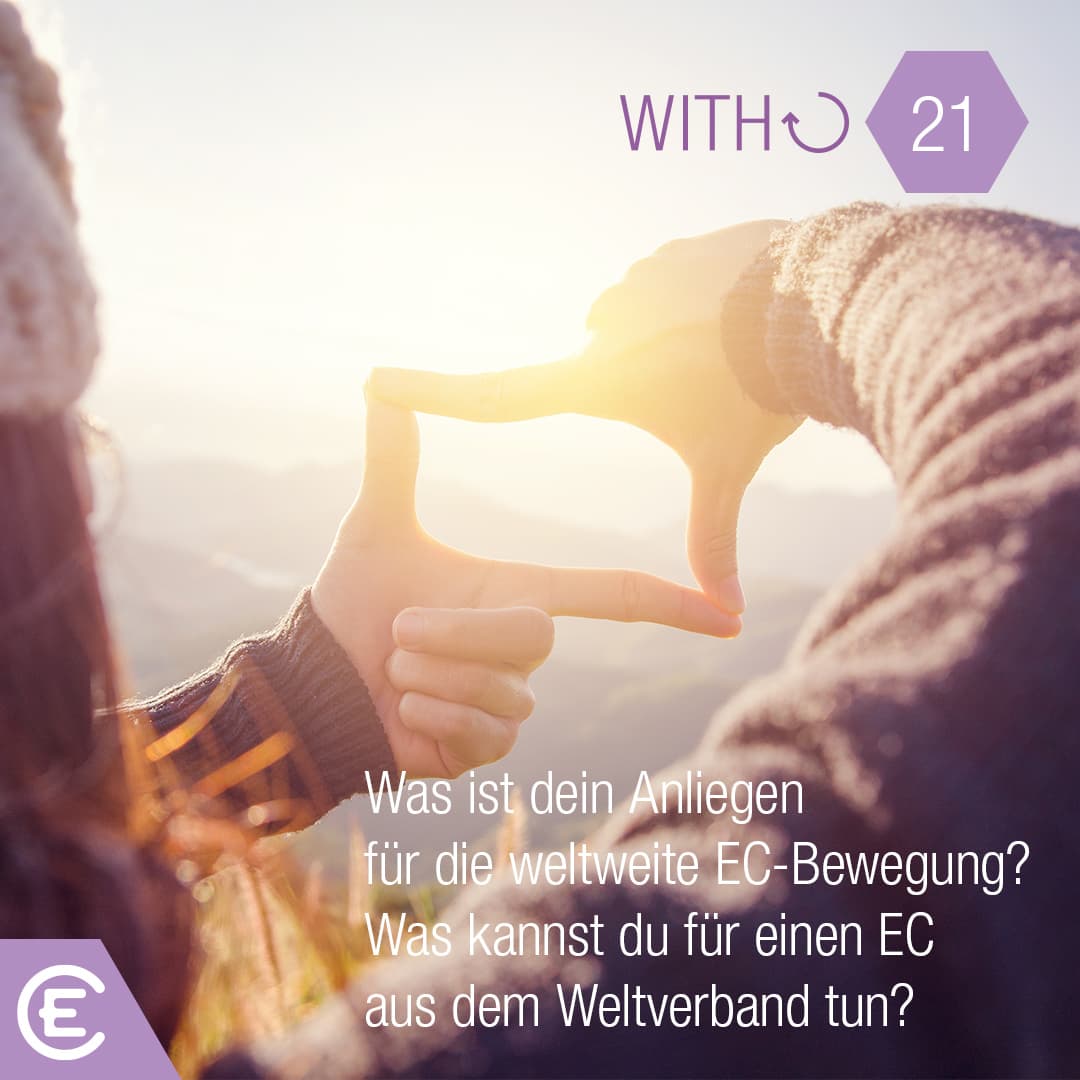 WITH 21
Was ist dein Anliegen
für die weltweite EC-Bewegung?
Was kannst du für einen EC
aus dem Weltverband tun?
CE